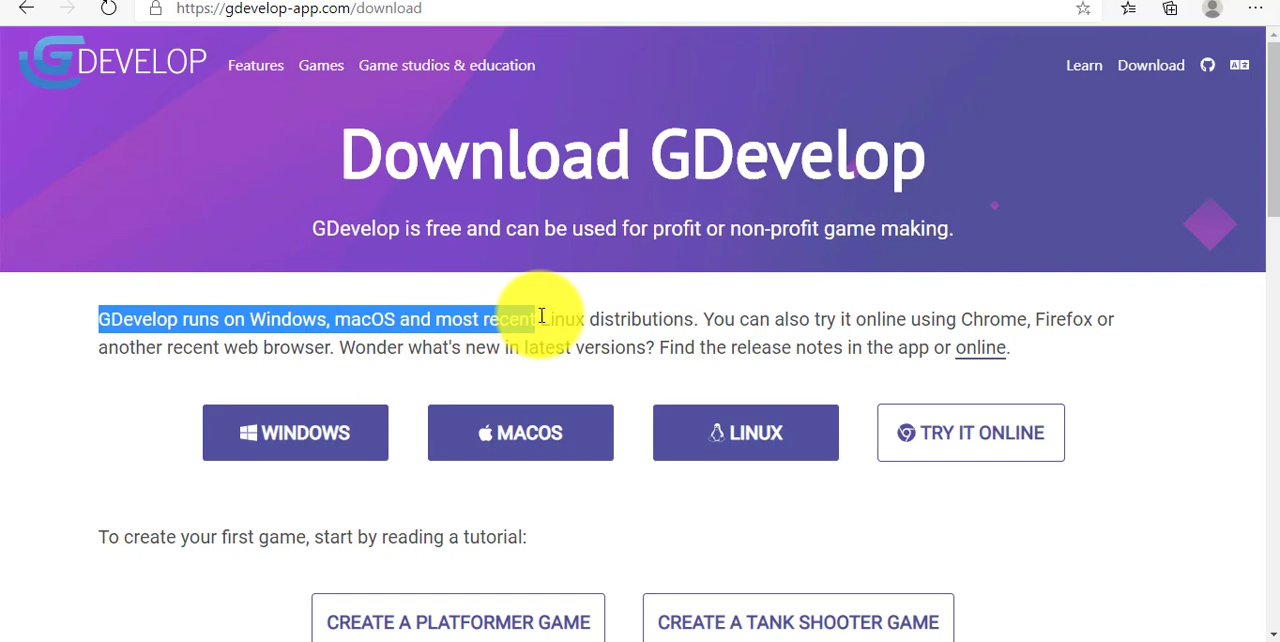 https://gdevelop-app.com/download
GDEVELOP Features Games Game studios & education Learn Download
Download GDevelop
GDevelop is free and can be used for profit or non-profit game making.
GDevelop runs on Windows, macOS and most recent Linux distributions. You can also try it online using Chrome, Firefox or
another recent web browser. Wonder what's new in latest versions? Find the release notes in the app or online.
WINDOWS MACOS LINUX TRY IT ONLINE
To create your first game, start by reading a tutorial:
CREATE A PLATFORMER GAME CREATE A TANK SHOOTER GAME